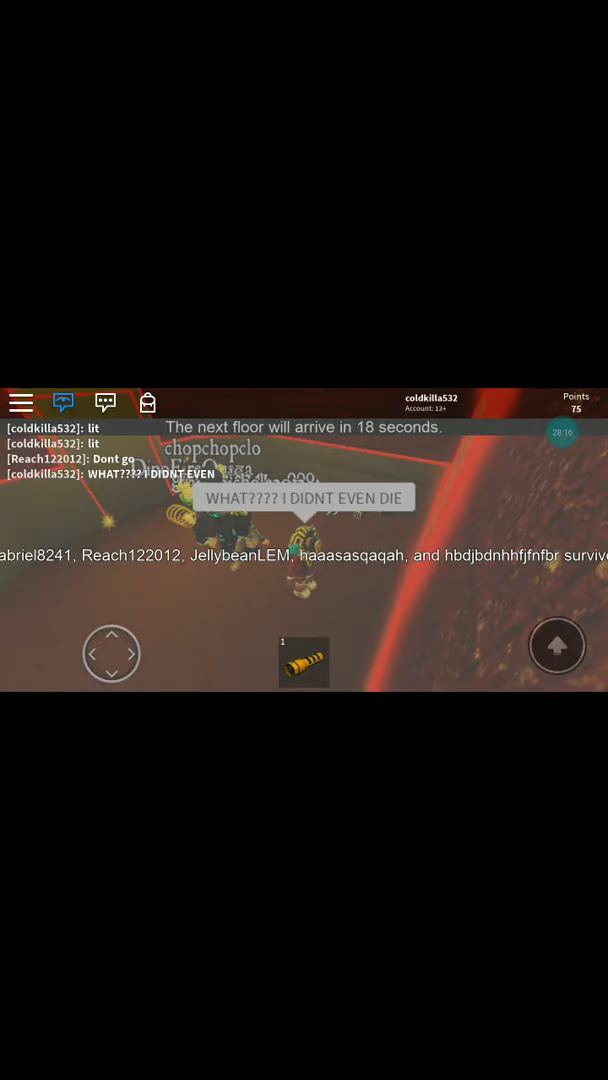 coldkilla532
Account: 13+
Points
75
[coldkilla532]: lit
The next floor will arrive in 18 seconds.
28:16
[coldkilla532]: lit
chopchopclo
[Reach122012]: Dont go
[coldkilla532]: WHAT???? I DIDNT EVEN
WHAT???? I DIDNT EVEN DIE
abriel8241, Reach122012, JellybeanLEM, haaasasqaqah, and hbdjbdnhhfjfnfbr survive
1